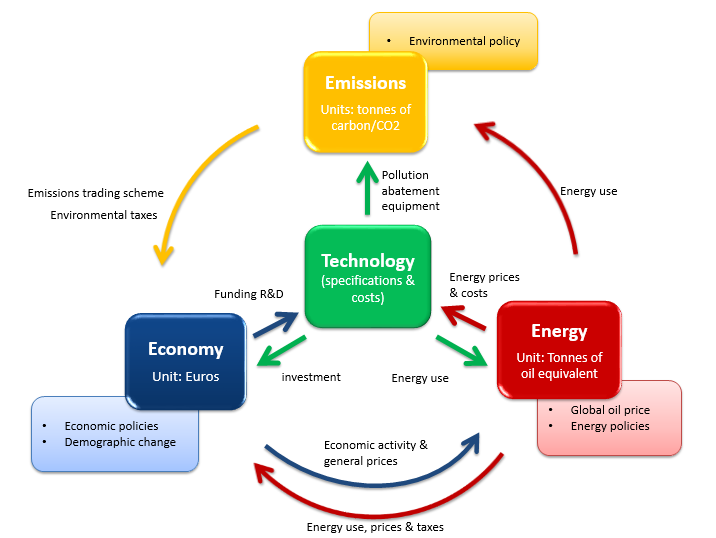 • Environmental policy
Emissions
Units: tonnes of
carbon/CO2
Emissions trading scheme
Environmental taxes
Pollution
abatement
equipment
Energy use
Technology
(specifications &
costs)
Funding R&D
Energy prices
& costs
Economy
Unit: Euros
investment
Energy use
Energy
Unit: Tonnes of
oil equivalent
• Economic policies
• Demographic change
• Global oil price
• Energy policies
Economic activity &
general prices
Energy use, prices & taxes